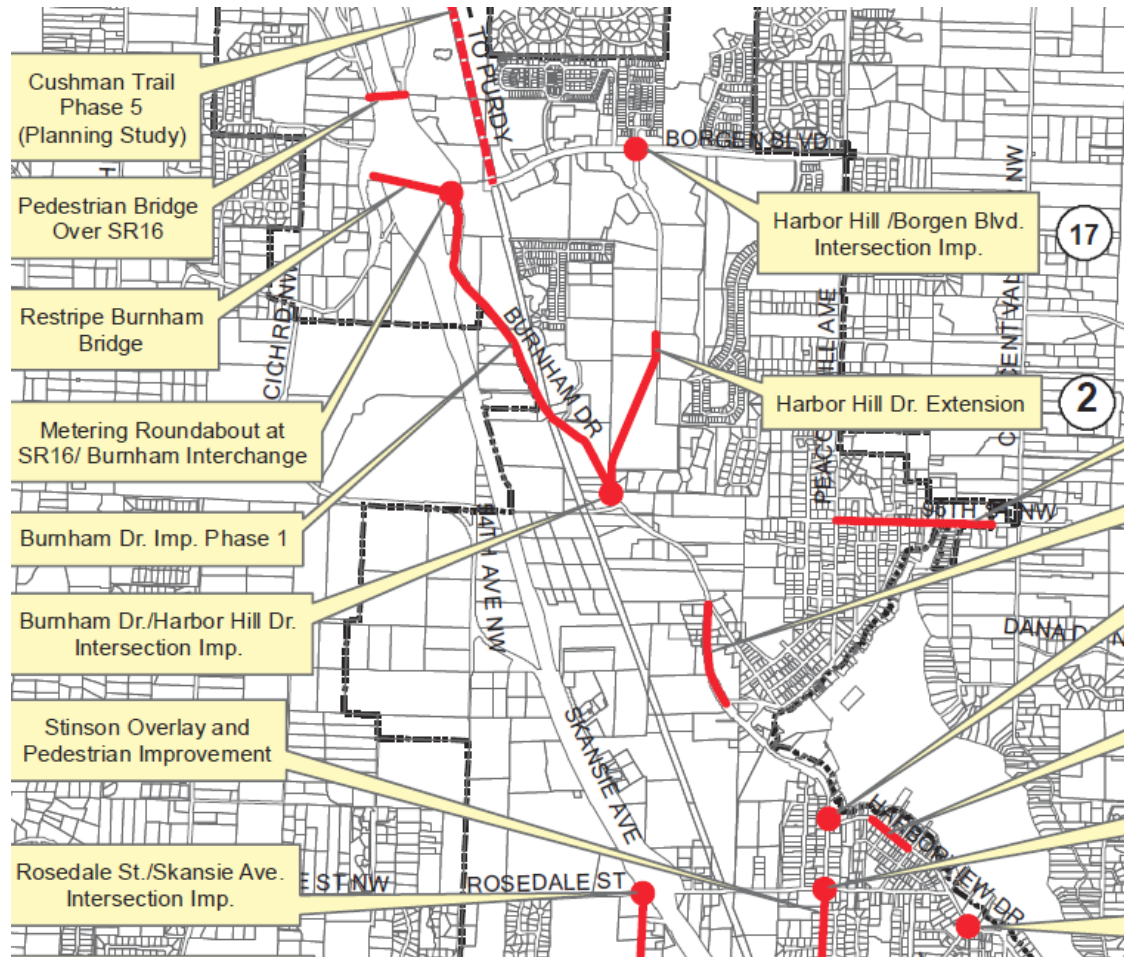 Cushman Trail
Phase 5
(Planning Study)
Pedestrian Bridge
Over SR16
Restripe Burnham
Bridge
Metering Roundabout at
SR16/ Burnham Interchange
Burnham Dr. Imp. Phase 1
Burnham Dr./Harbor Hill Dr.
Intersection Imp.
Stinson Overlay and
Pedestrian Improvement
Rosedale St./Skansie Ave.
Intersection Imp.
TO PURDY
BORGEN BLVD
Harbor Hill /Borgen Blvd.
Intersection Imp.
17
BURNHAM DR
Harbor Hill Dr. Extension
2
96TH ST NW
SKANSIE AVE
ROSEDALE ST